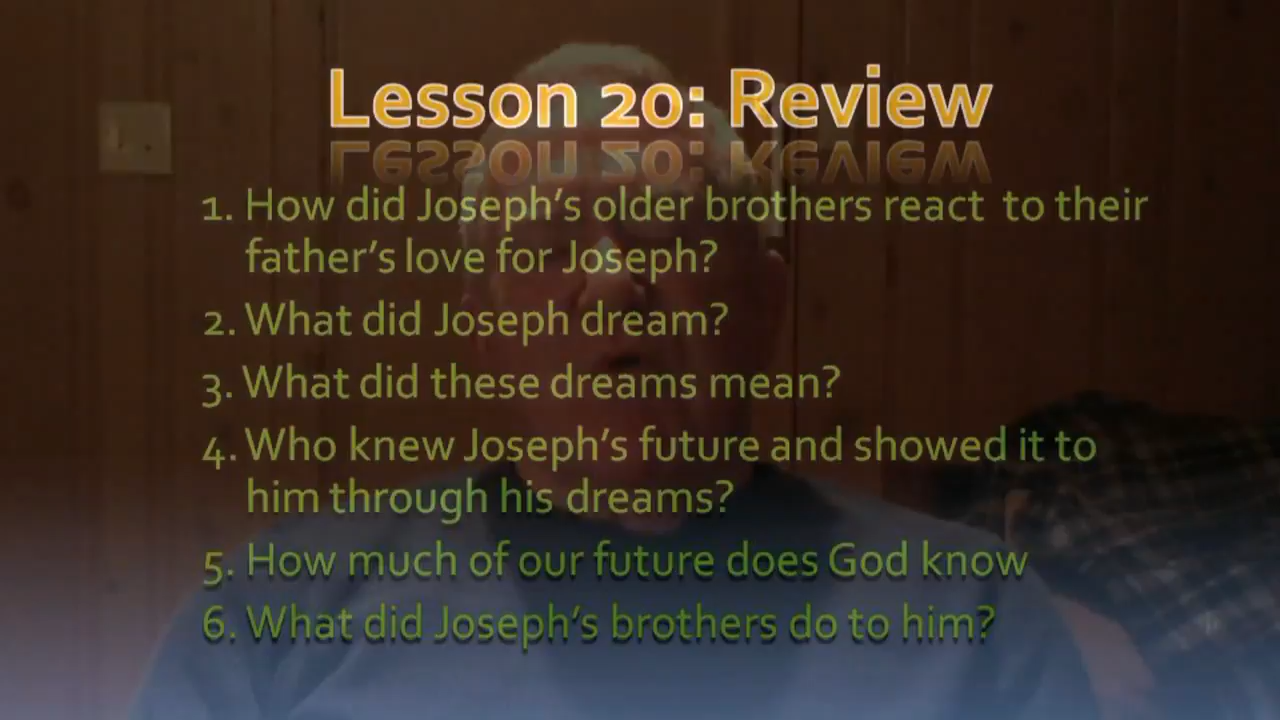 Lesson 20: Review
1. How did Joseph's older brothers react to their
father's love for Joseph?
2. What did Joseph dream?
3. What did these dreams mean?
4. Who knew Joseph's future and showed it to
him through his dreams?
5. How much of our future does God know
6. What did Joseph's brothers do to him?